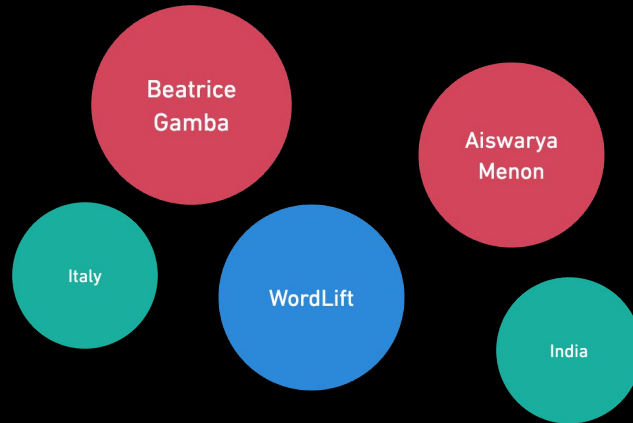 Beatrice
Gamba
Aiswarya
Menon
Italy
WordLift
India